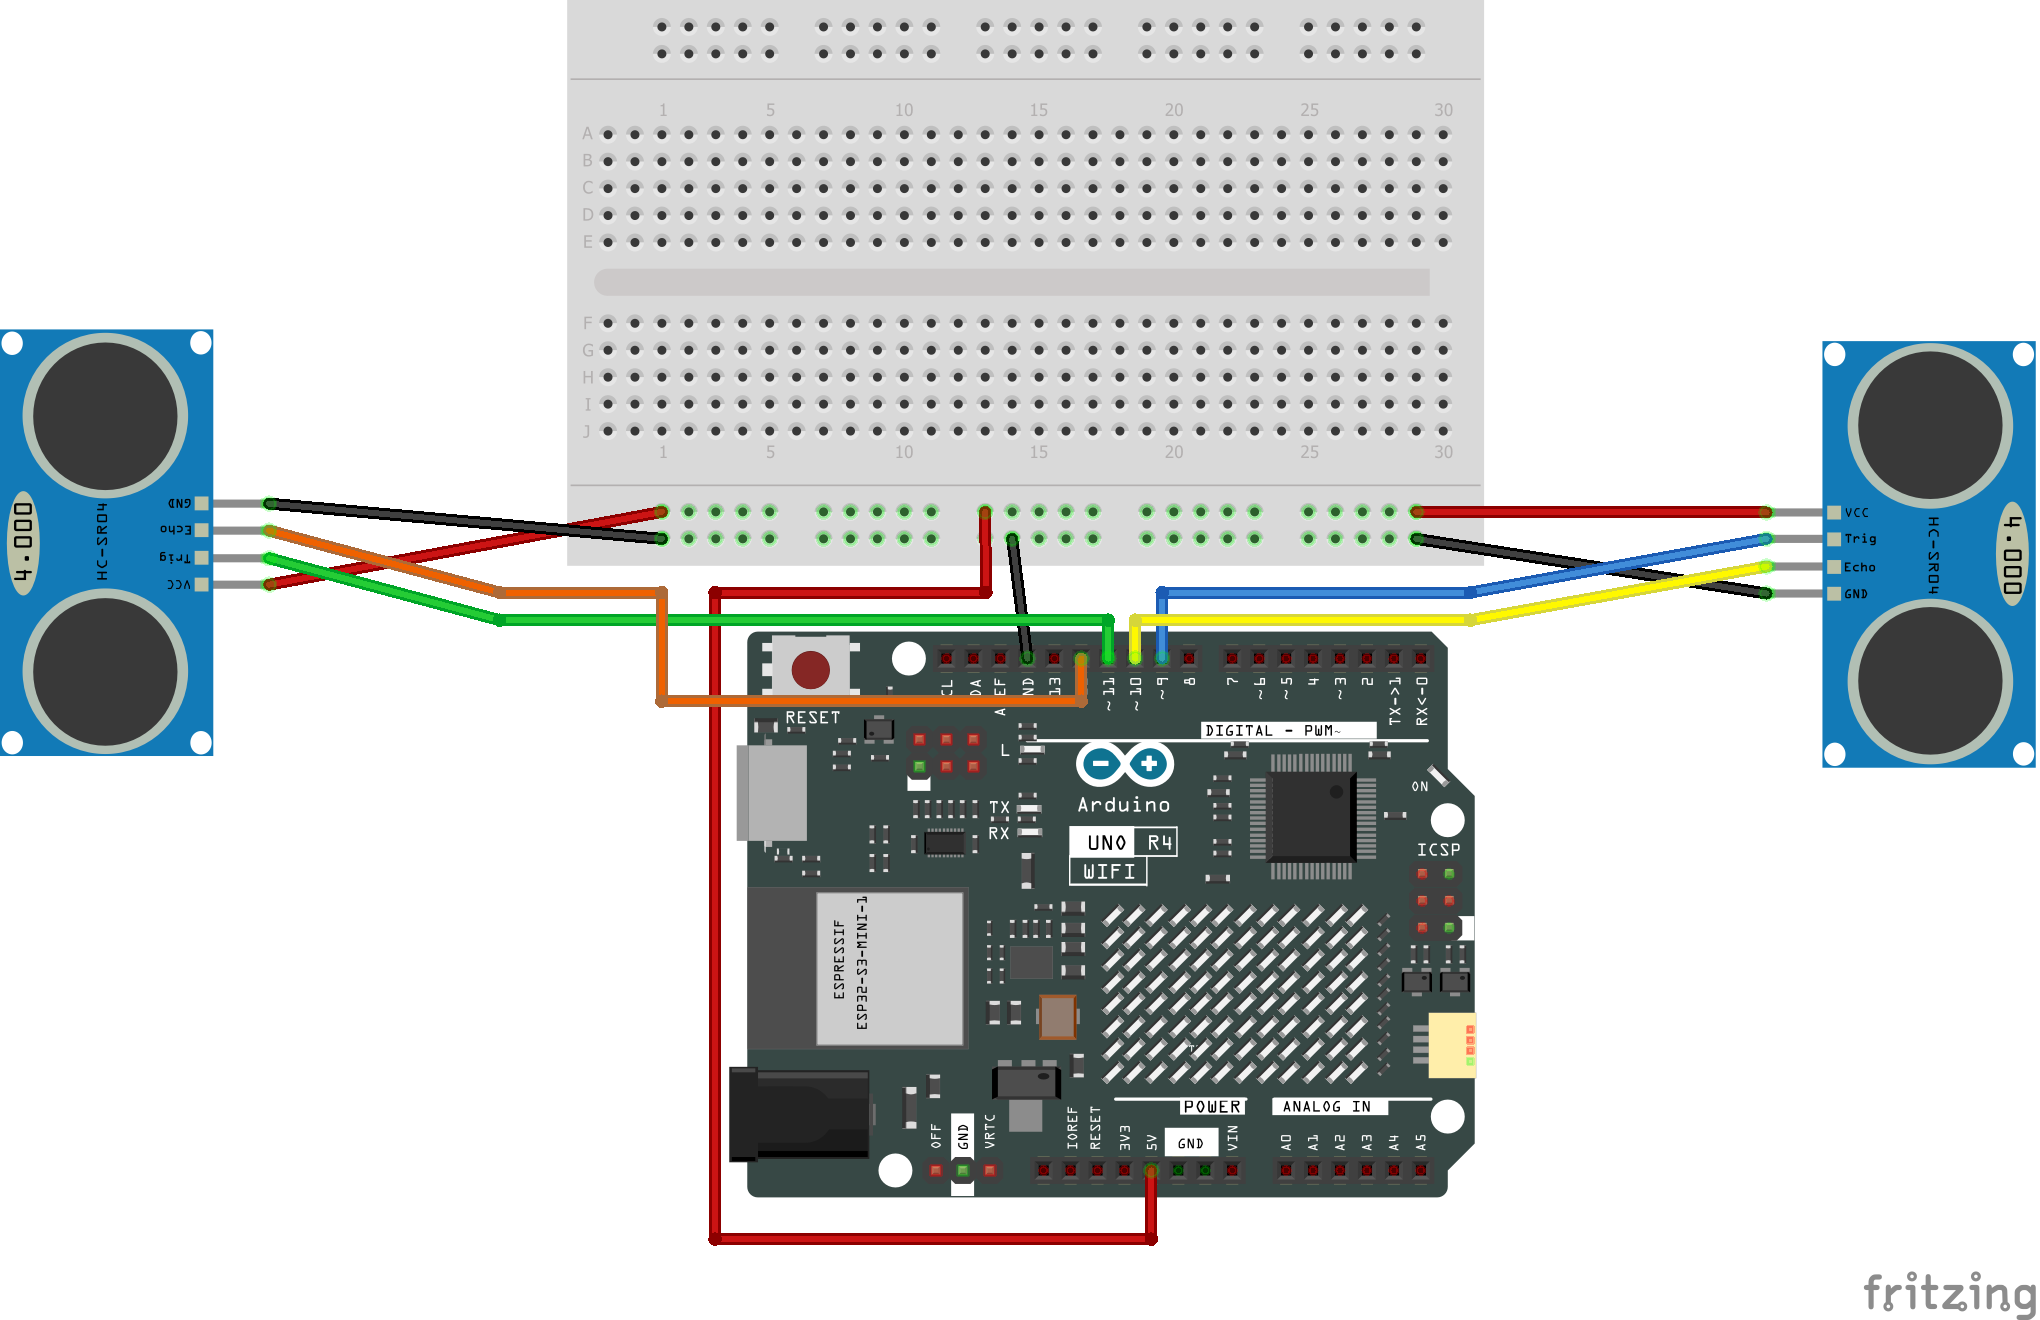 1 5 10 15 20 25 30
A
B
C
D
E
F
G
H
I
J
1 5 10 15 20 25 30
4.000
HC-SR04
GND
Echo
Trig
VCC
VCC
Trig
Echo
GND
HC-SR04
4.000
CL DA AREF GND 13 ~11 ~10 ~9 8 7 ~6 ~5 4 ~3 2 TX->1 RX<-0
RESET
DIGITAL - PWM~
L
ON
TX
RX
Arduino
UNO R4
WIFI
ICSP
ESPRESSIF
ESP32-S3-MINI-1
POWER
ANALOG IN
OFF GND VRTC IOREF RESET 3V3 5V GND VIN A0 A1 A2 A3 A4 A5
fritzing